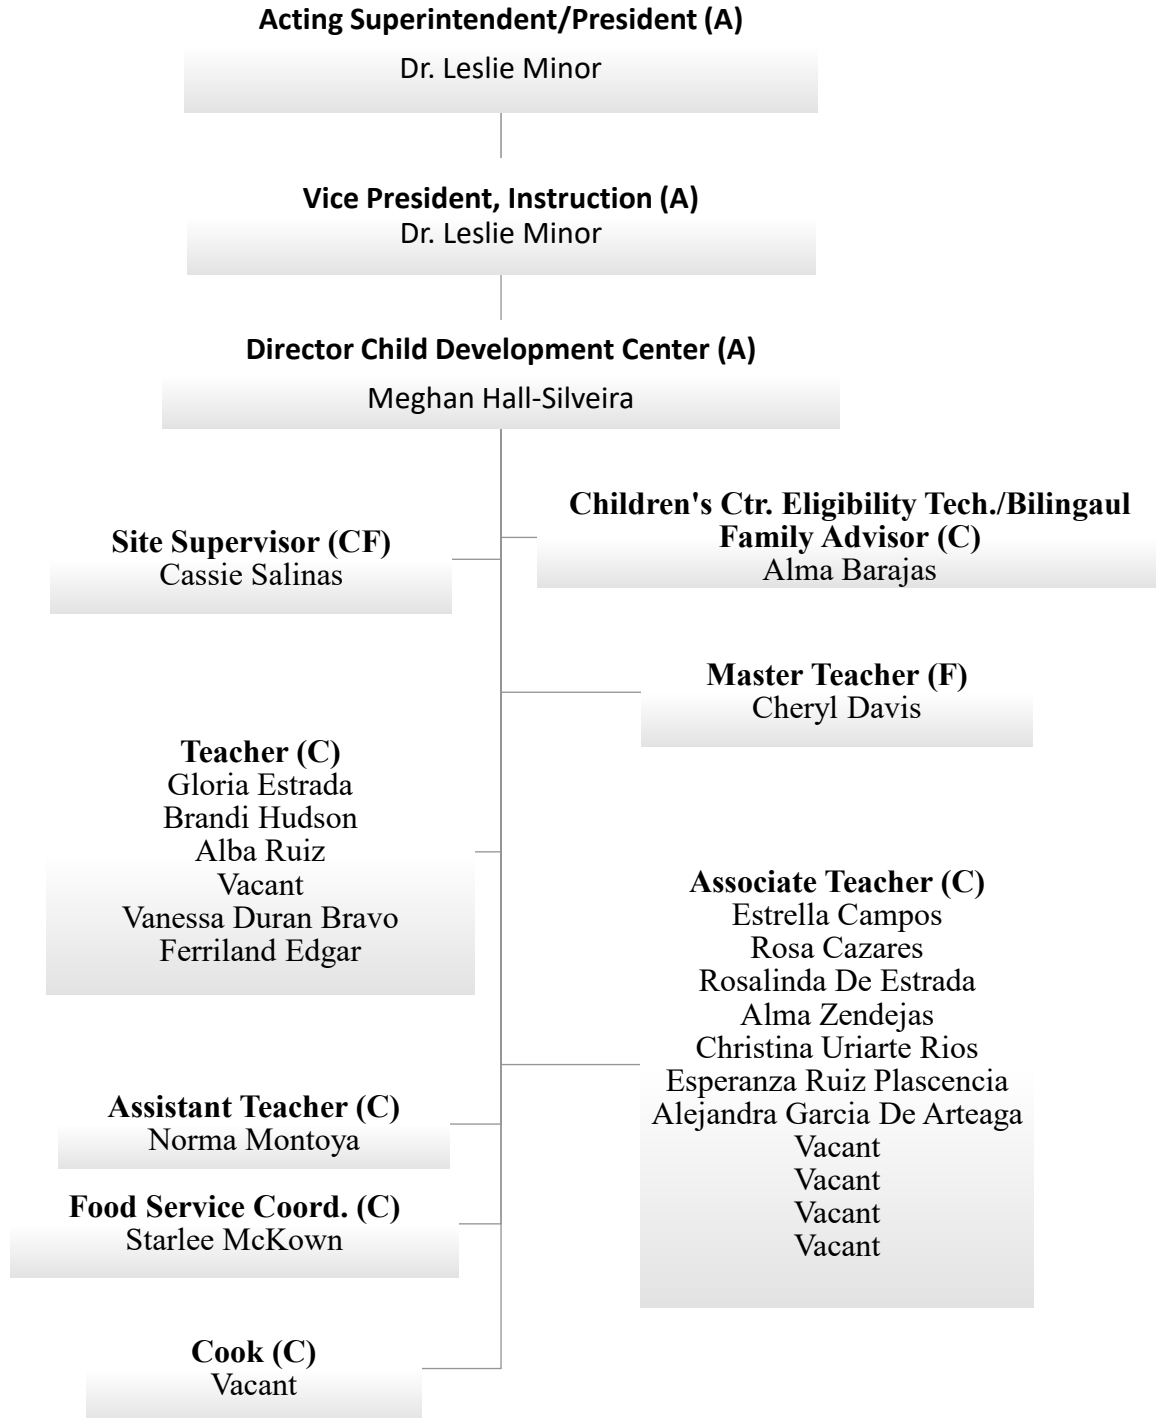 Acting Superintendent/President (A)
Dr. Leslie Minor
Vice President, Instruction (A)
Dr. Leslie Minor
Director Child Development Center (A)
Meghan Hall-Silveira
Children's Ctr. Eligibility Tech./Bilingaul
Family Advisor (C)
Alma Barajas
Site Supervisor (CF)
Cassie Salinas
Master Teacher (F)
Cheryl Davis
Teacher (C)
Gloria Estrada
Brandi Hudson
Alba Ruiz
Vacant
Vanessa Duran Bravo
Ferriland Edgar
Associate Teacher (C)
Estrella Campos
Rosa Cazares
Rosalinda De Estrada
Alma Zendejas
Christina Uriarte Rios
Esperanza Ruiz Plascencia
Alejandra Garcia De Arteaga
Vacant
Vacant
Vacant
Vacant
Assistant Teacher (C)
Norma Montoya
Food Service Coord. (C)
Starlee McKown
Cook (C)
Vacant